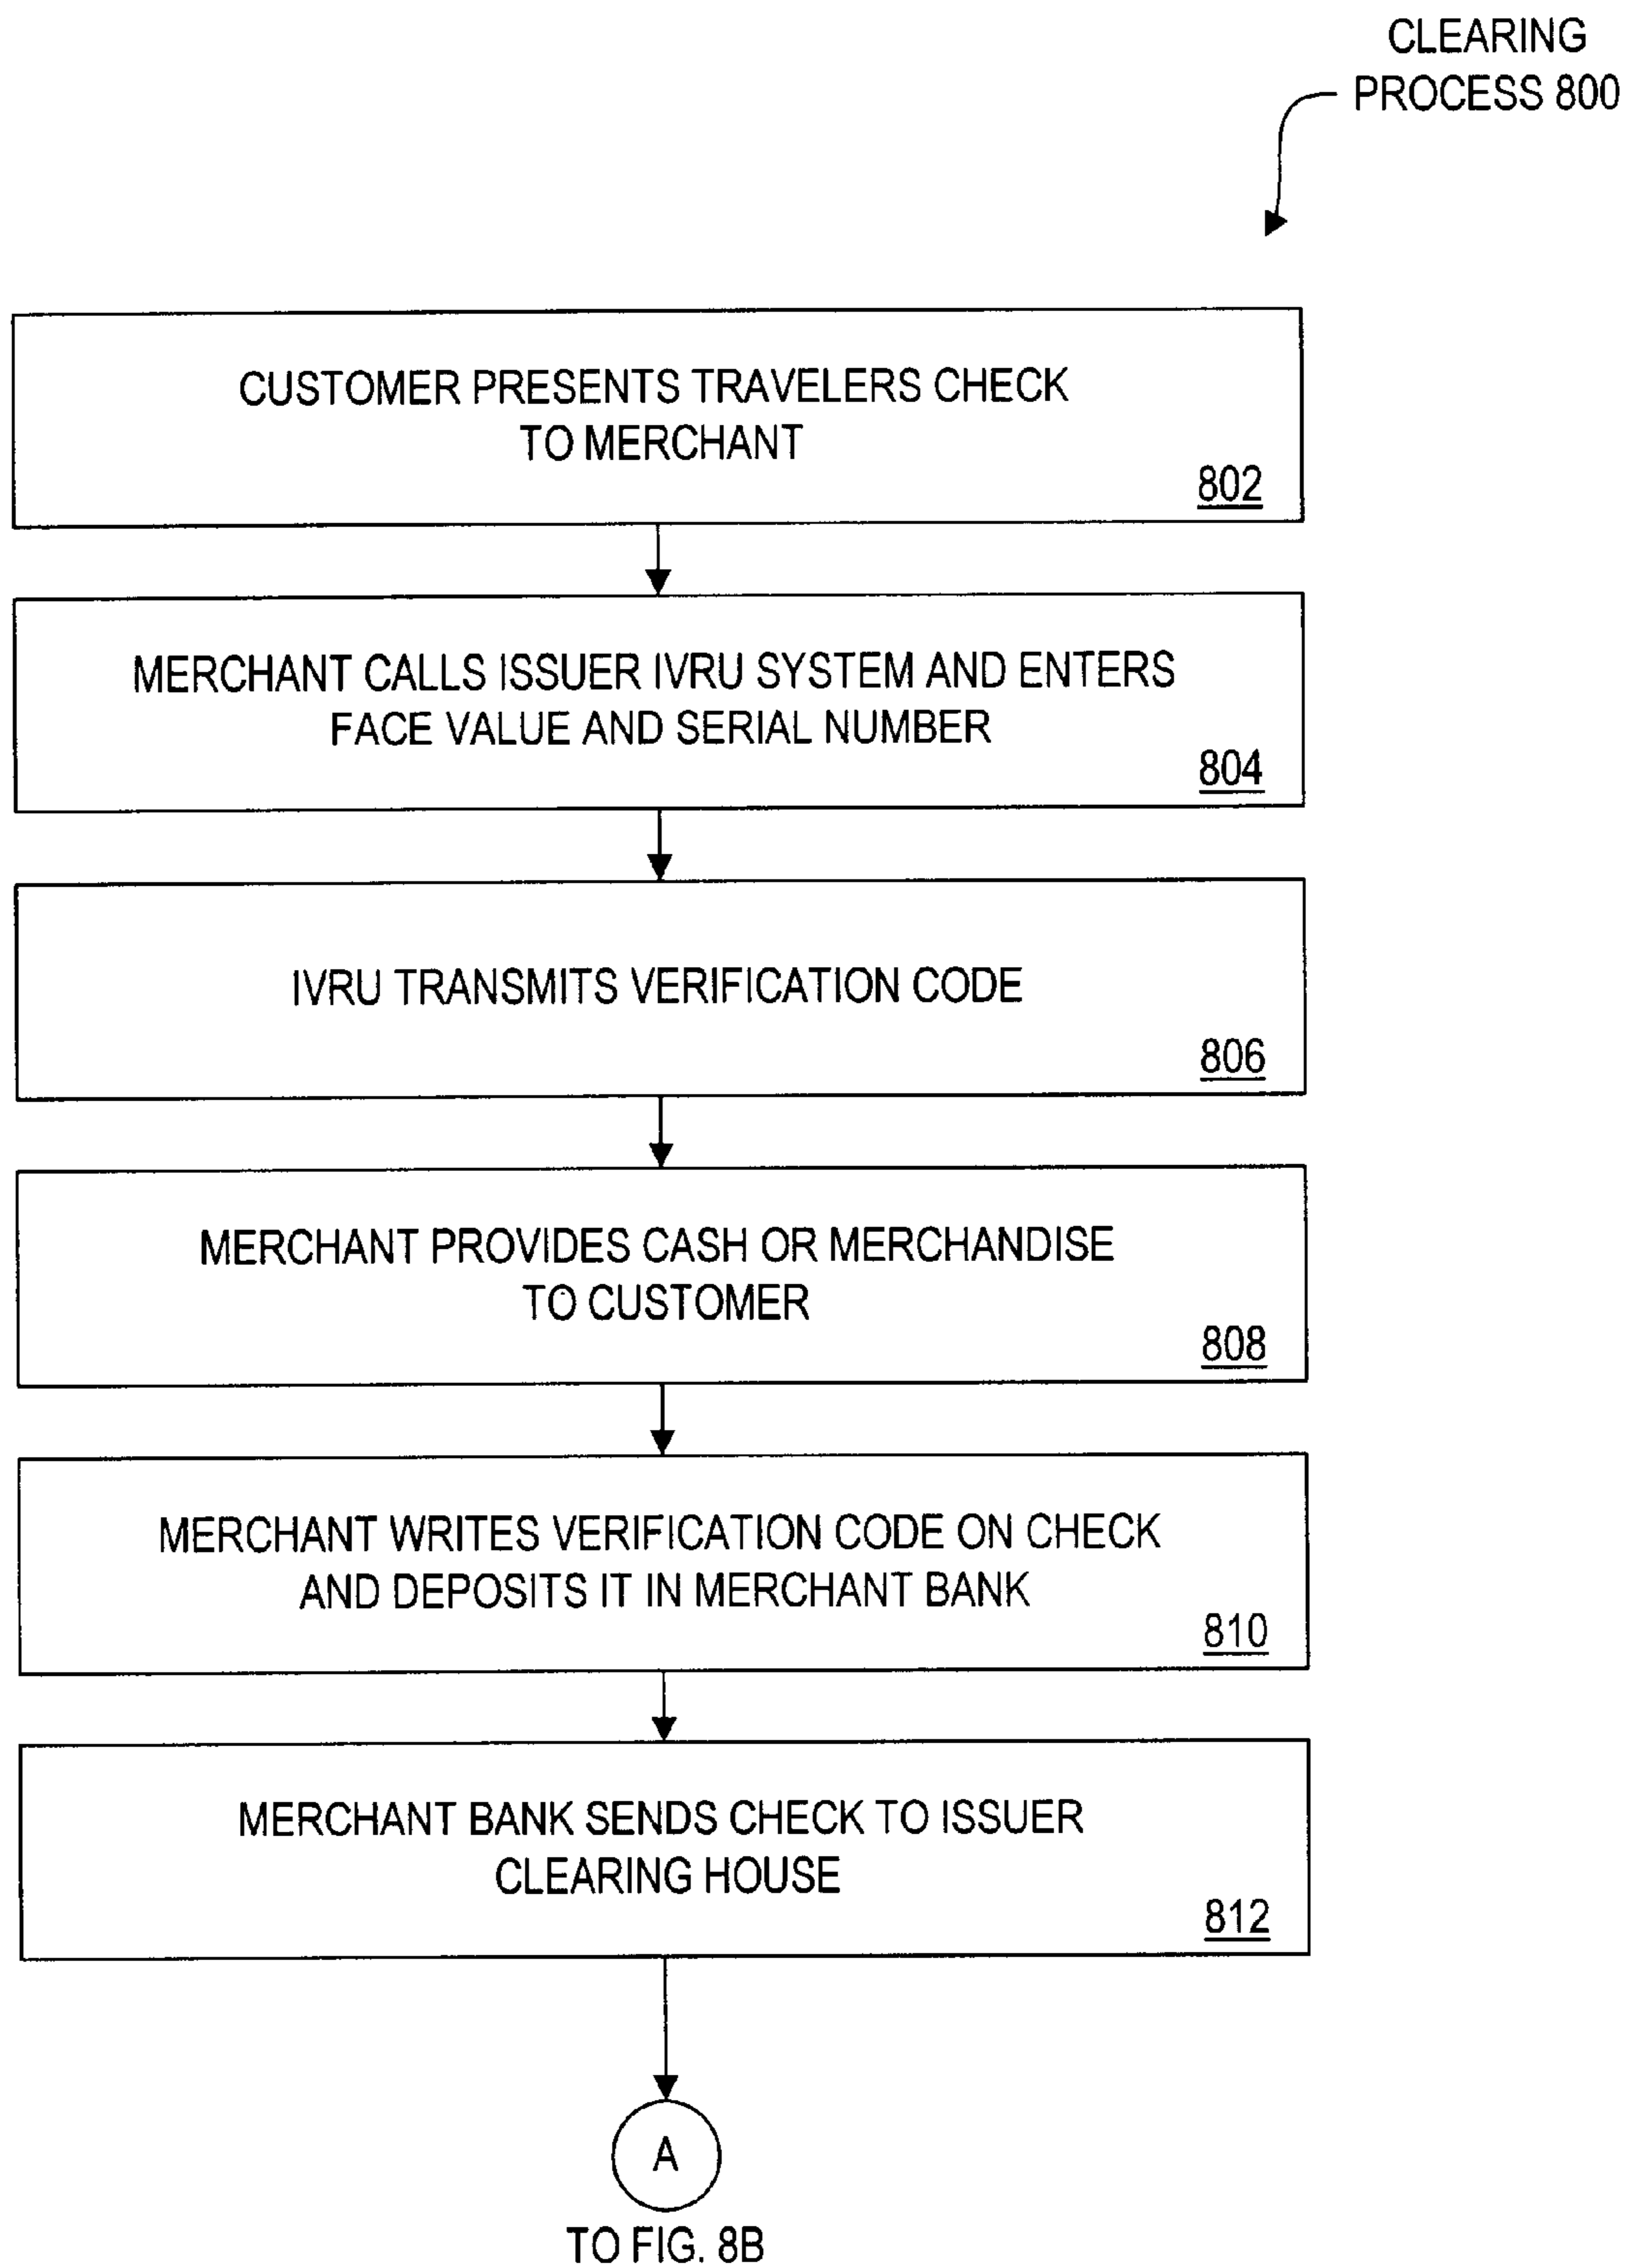 CLEARING
PROCESS 800
CUSTOMER PRESENTS TRAVELERS CHECK
TO MERCHANT
802
MERCHANT CALLS ISSUER IVRU SYSTEM AND ENTERS
FACE VALUE AND SERIAL NUMBER
804
IVRU TRANSMITS VERIFICATION CODE
806
MERCHANT PROVIDES CASH OR MERCHANDISE
TO CUSTOMER
808
MERCHANT WRITES VERIFICATION CODE ON CHECK
AND DEPOSITS IT IN MERCHANT BANK
810
MERCHANT BANK SENDS CHECK TO ISSUER
CLEARING HOUSE
812
A
TO FIG. 8B